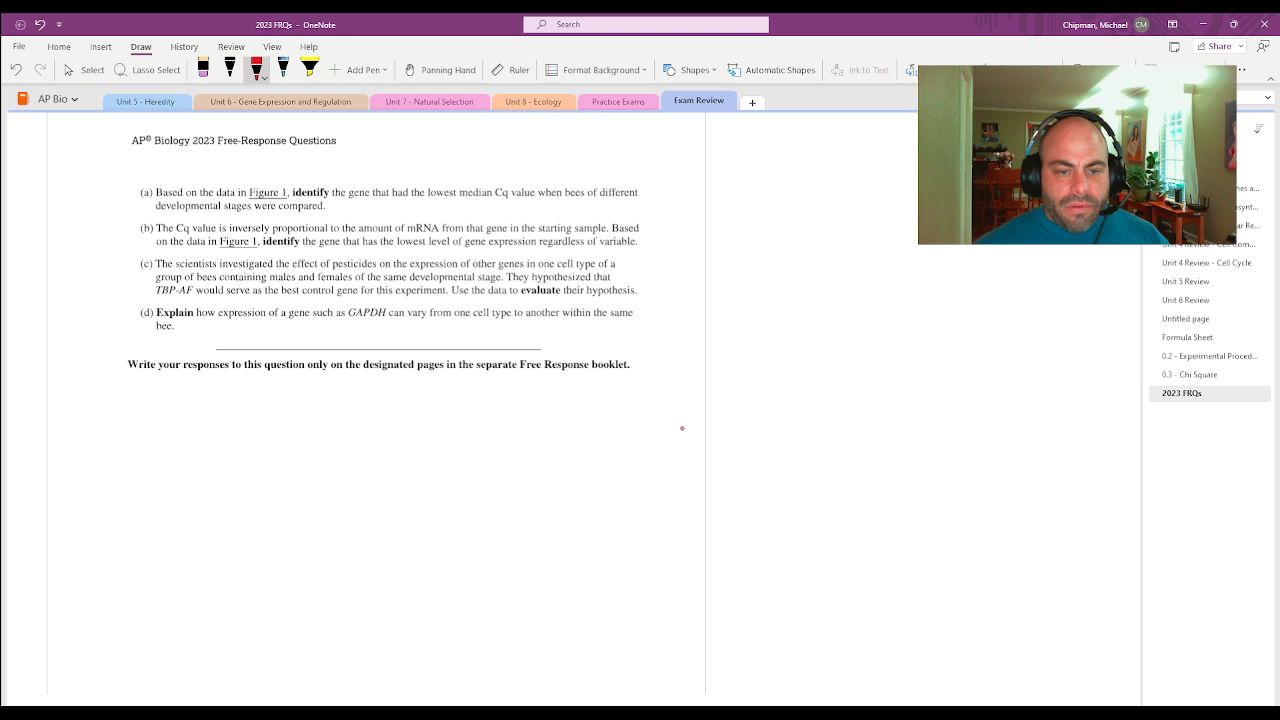 2023 FRQs - OneNote
Search
Chipman, Michael
CM
File
Home
Insert
Draw
History
Review
View
Help
Share
Select
Lasso Select
Add Pen
Panning Hand
Ruler
Format Background
Shapes
Automatic Shapes
Ink to Text
AP Bio
Unit 5 - Heredity
Unit 6 - Gene Expression and Regulation
Unit 7 - Natural Selection
Unit 8 - Ecology
Practice Exams
Exam Review
AP® Biology 2023 Free-Response Questions
(a) Based on the data in Figure 1, identify the gene that had the lowest median Cq value when bees of different
developmental stages were compared.
(b) The Cq value is inversely proportional to the amount of mRNA from that gene in the starting sample. Based
on the data in Figure 1, identify the gene that has the lowest level of gene expression regardless of variable.
(c) The scientists investigated the effect of pesticides on the expression of other genes in one cell type of a
group of bees containing males and females of the same developmental stage. They hypothesized that
TBP-AF would serve as the best control gene for this experiment. Use the data to evaluate their hypothesis.
(d) Explain how expression of a gene such as GAPDH can vary from one cell type to another within the same
bee.
Write your responses to this question only on the designated pages in the separate Free Response booklet.
Unit 4 Review - Cell Cycle
Unit 5 Review
Unit 6 Review
Untitled page
Formula Sheet
0.2 - Experimental Proced...
0.3 - Chi Square
2023 FRQs